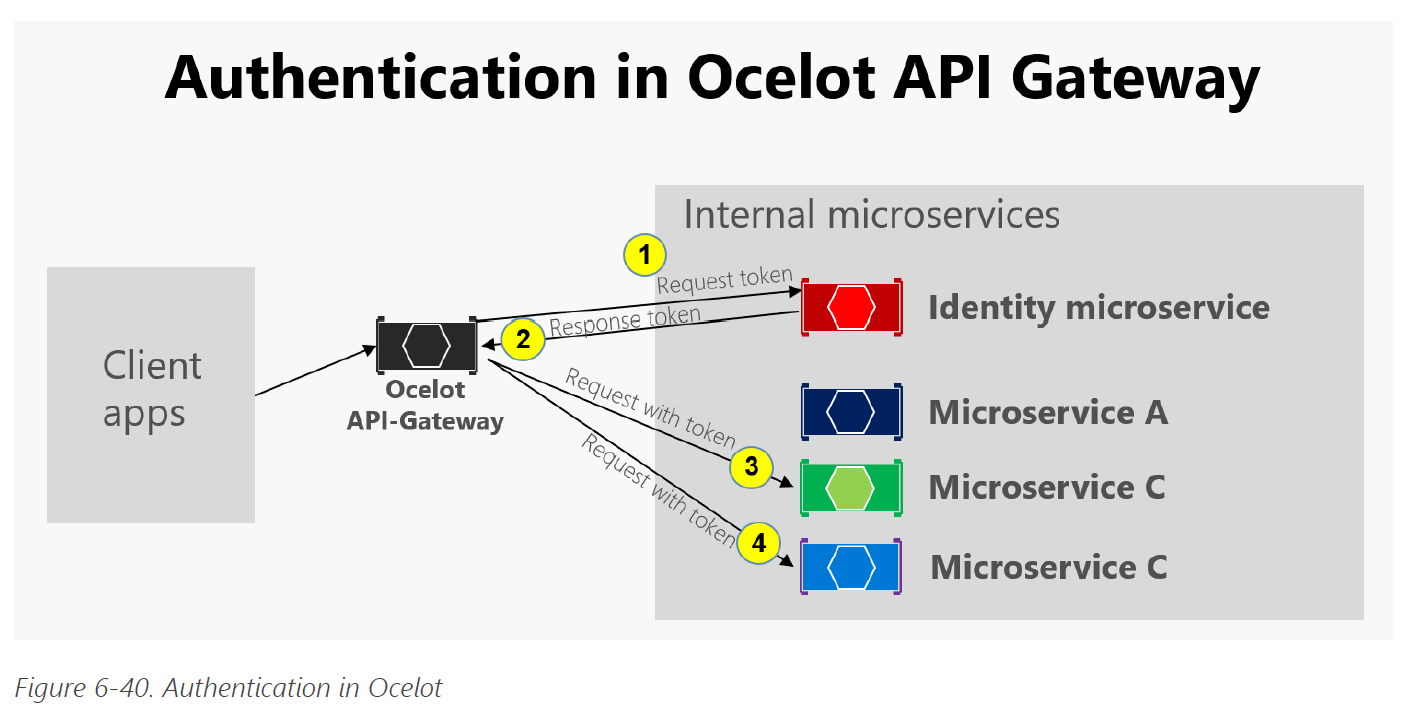 Authentication in Ocelot API Gateway
Internal microservices
1
Request token
Identity microservice
2
Response token
Client
apps
Ocelot
API-Gateway
Request with token
Microservice A
3
Microservice C
Request with token
4
Microservice C
Figure 6-40. Authentication in Ocelot